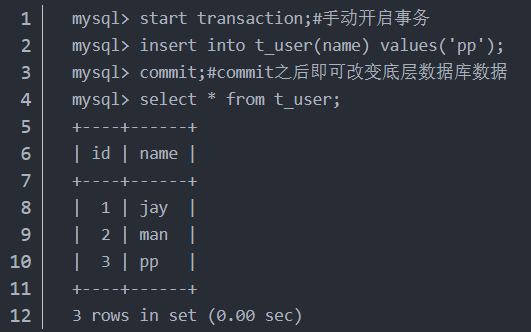 1 mysql> start transaction;#手动开启事务
2 mysql> insert into t_user(name) values('pp');
3 mysql> commit;#commit之后即可改变底层数据库数据
4 mysql> select * from t_user;
5 +----+------+
6 | id | name |
7 +----+------+
8 |  1 | jay  |
9 |  2 | man  |
10 |  3 | pp   |
11 +----+------+
12 3 rows in set (0.00 sec)